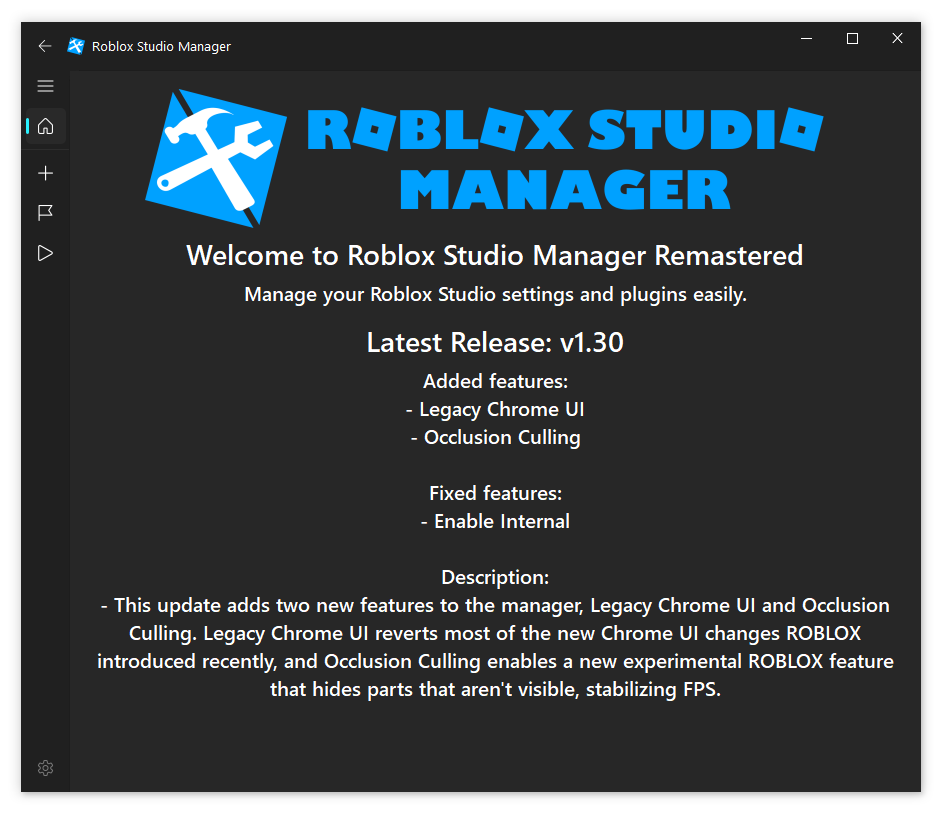 Roblox Studio Manager
ROBLOX STUDIO
MANAGER
Welcome to Roblox Studio Manager Remastered
Manage your Roblox Studio settings and plugins easily.
Latest Release: v1.30
Added features:
- Legacy Chrome UI
- Occlusion Culling
Fixed features:
- Enable Internal
Description:
- This update adds two new features to the manager, Legacy Chrome UI and Occlusion
Culling. Legacy Chrome UI reverts most of the new Chrome UI changes ROBLOX
introduced recently, and Occlusion Culling enables a new experimental ROBLOX feature
that hides parts that aren't visible, stabilizing FPS.